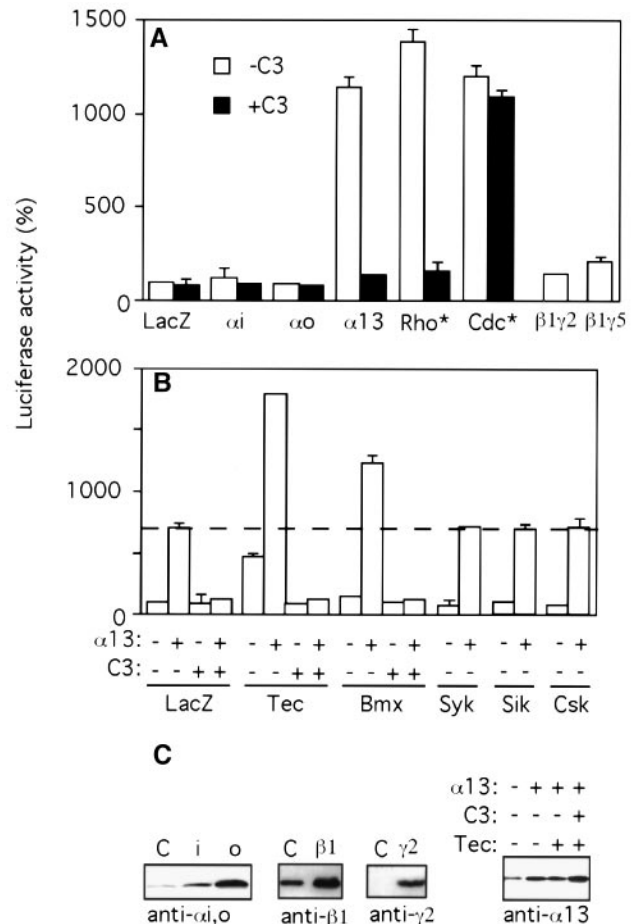 A
1500
1000
500
0
-C3
+C3
Luciferase activity (%)
LacZ αi αo α13 Rho* Cdc* β1γ2 β1γ5
B
2000
1000
0
α13: - + - + - + - + - + - + - + - + - +
C3: - - + + - - + + - - + +
LacZ Tec Bmx Syk Sik Csk
C
α13: - + + +
C3: - - - +
Tec: - - + +
C i o
C β1
C γ2
anti-αi,o
anti-β1
anti-γ2
anti-α13